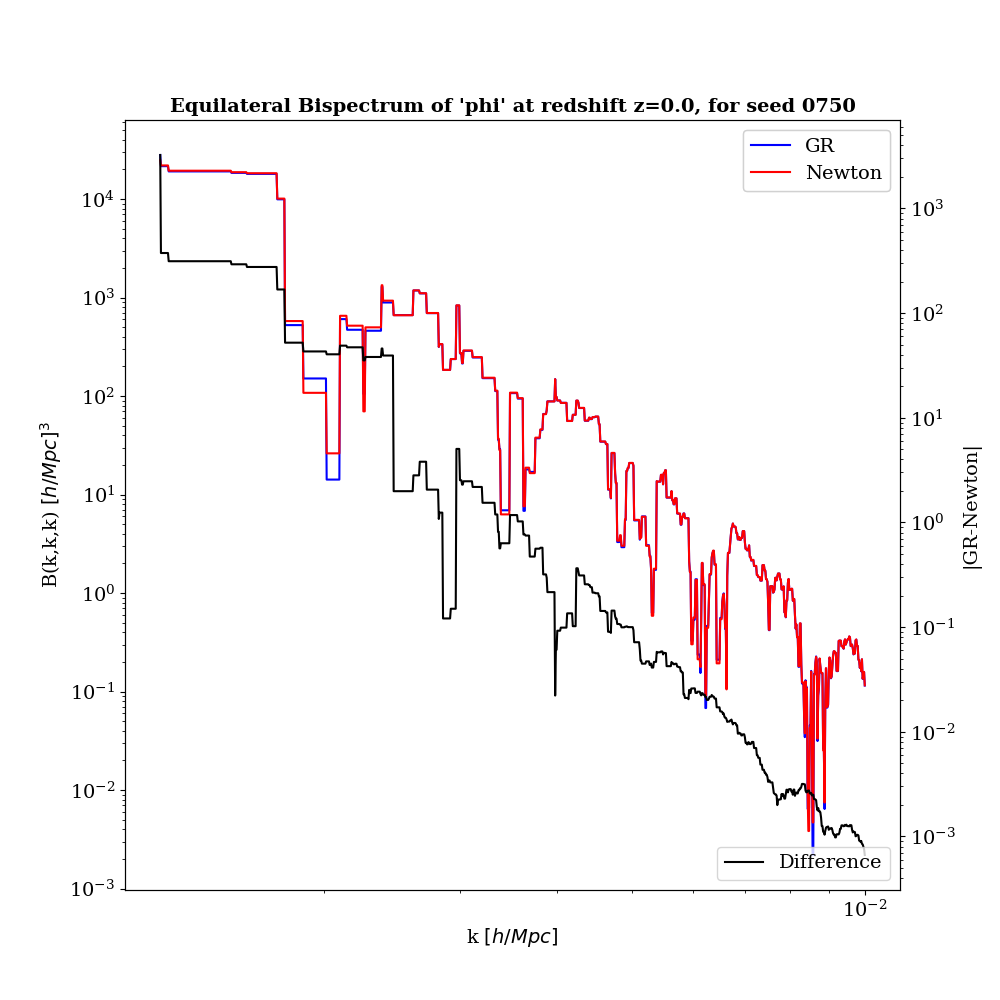 Equilateral Bispectrum of 'phi' at redshift z=0.0, for seed 0750
GR
Newton
10^4
10^3
10^2
10^1
10^0
10^-1
10^-2
10^-3
B(k,k,k) [h/Mpc]^3
10^3
10^2
10^1
10^0
10^-1
10^-2
10^-3
|GR-Newton|
Difference
10^-2
k [h/Mpc]